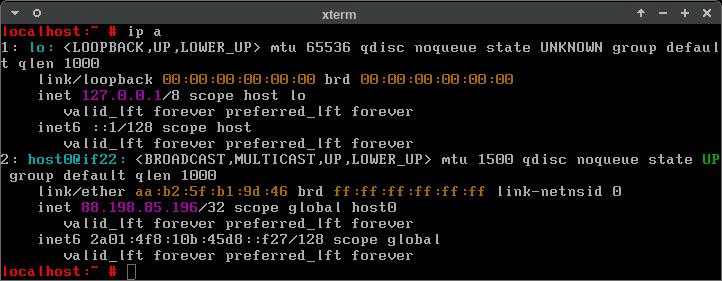 xterm
localhost:~ # ip a
1: lo: <LOOPBACK,UP,LOWER_UP> mtu 65536 qdisc noqueue state UNKNOWN group defaul
t qlen 1000
    link/loopback 00:00:00:00:00:00 brd 00:00:00:00:00:00
    inet 127.0.0.1/8 scope host lo
       valid_lft forever preferred_lft forever
    inet6 ::1/128 scope host
       valid_lft forever preferred_lft forever
2: host0@if22: <BROADCAST,MULTICAST,UP,LOWER_UP> mtu 1500 qdisc noqueue state UP
 group default qlen 1000
    link/ether aa:b2:5f:b1:9d:46 brd ff:ff:ff:ff:ff:ff link-netnsid 0
    inet 88.198.85.196/32 scope global host0
       valid_lft forever preferred_lft forever
    inet6 2a01:4f8:10b:45d8::f27/128 scope global
       valid_lft forever preferred_lft forever
localhost:~ #